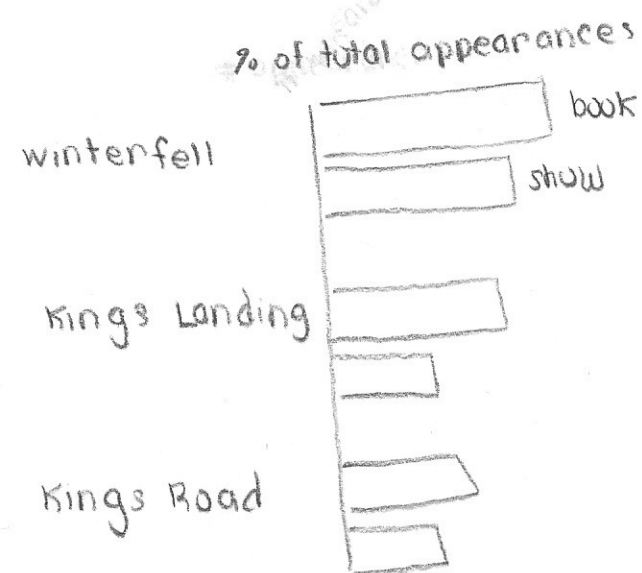 % of total appearances
book
winterfell
show
Kings Landing
Kings Road